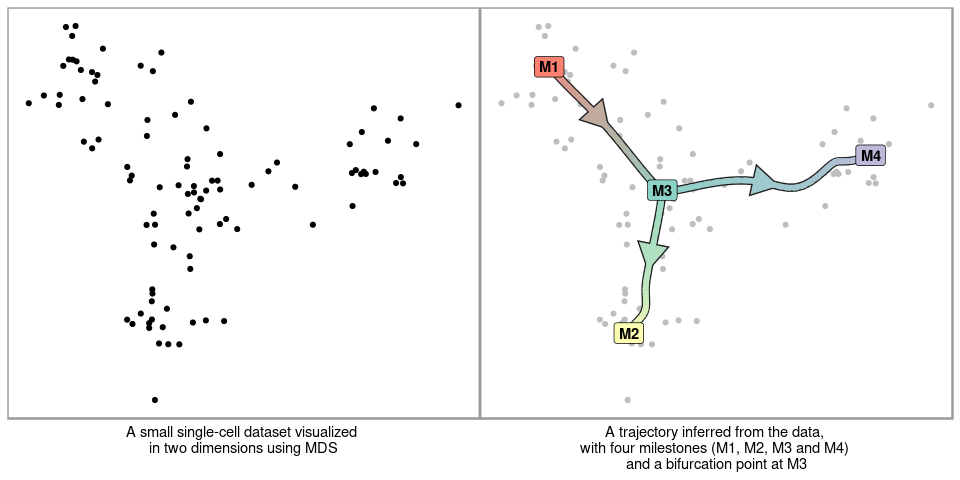 M1
M4
M3
M2
A small single-cell dataset visualized
in two dimensions using MDS
A trajectory inferred from the data,
with four milestones (M1, M2, M3 and M4)
and a bifurcation point at M3